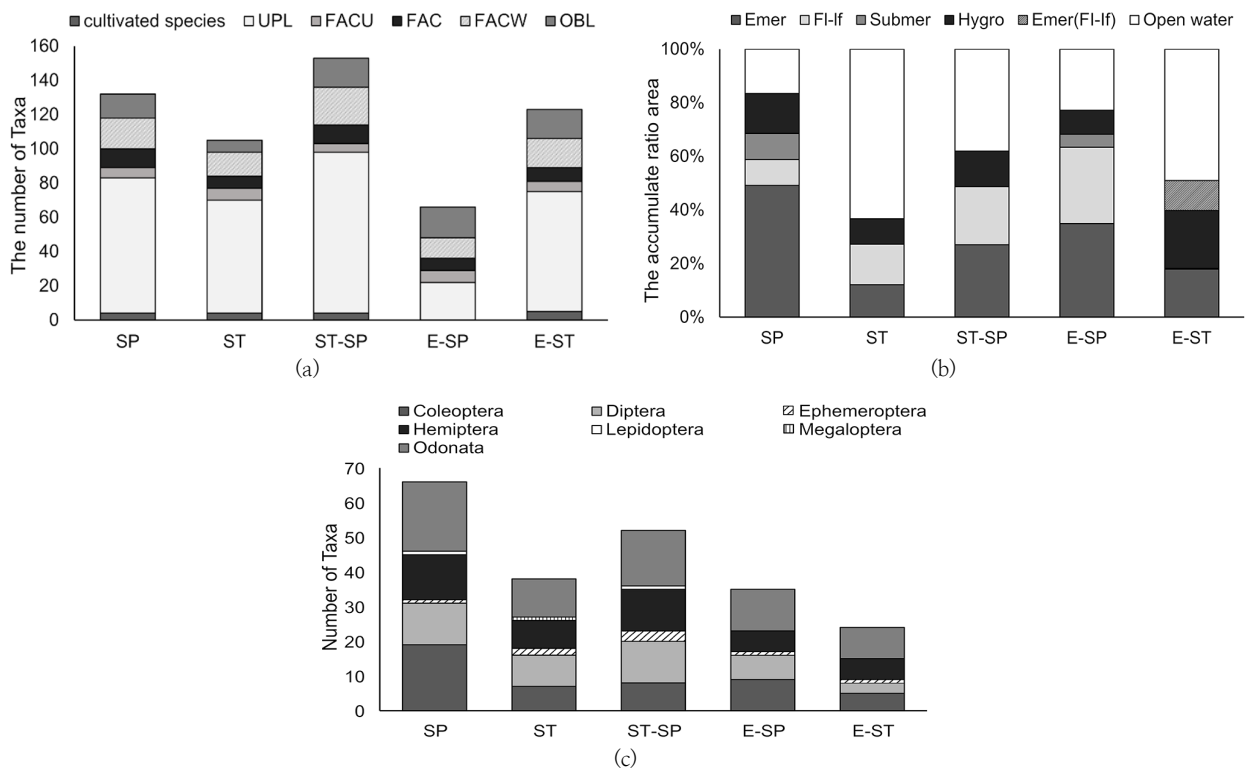 cultivated species UPL FACU FAC FACW OBL
The number of Taxa
160
140
120
100
80
60
40
20
0
SP ST ST-SP E-SP E-ST
(a)
Emer Fl-lf Submer Hygro Emer(Fl-lf) Open water
The accumulate ratio area
100%
80%
60%
40%
20%
0%
SP ST ST-SP E-SP E-ST
(b)
Coleoptera Diptera Ephemeroptera
Hemiptera Lepidoptera Megaloptera
Odonata
Number of Taxa
70
60
50
40
30
20
10
0
SP ST ST-SP E-SP E-ST
(c)